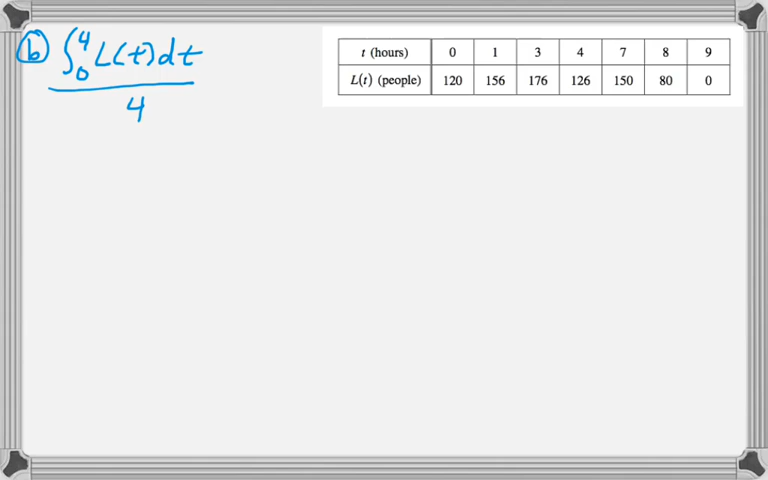 b ∫₀⁴ L(t)dt
4
t (hours) 0 1 3 4 7 8 9
L(t) (people) 120 156 176 126 150 80 0